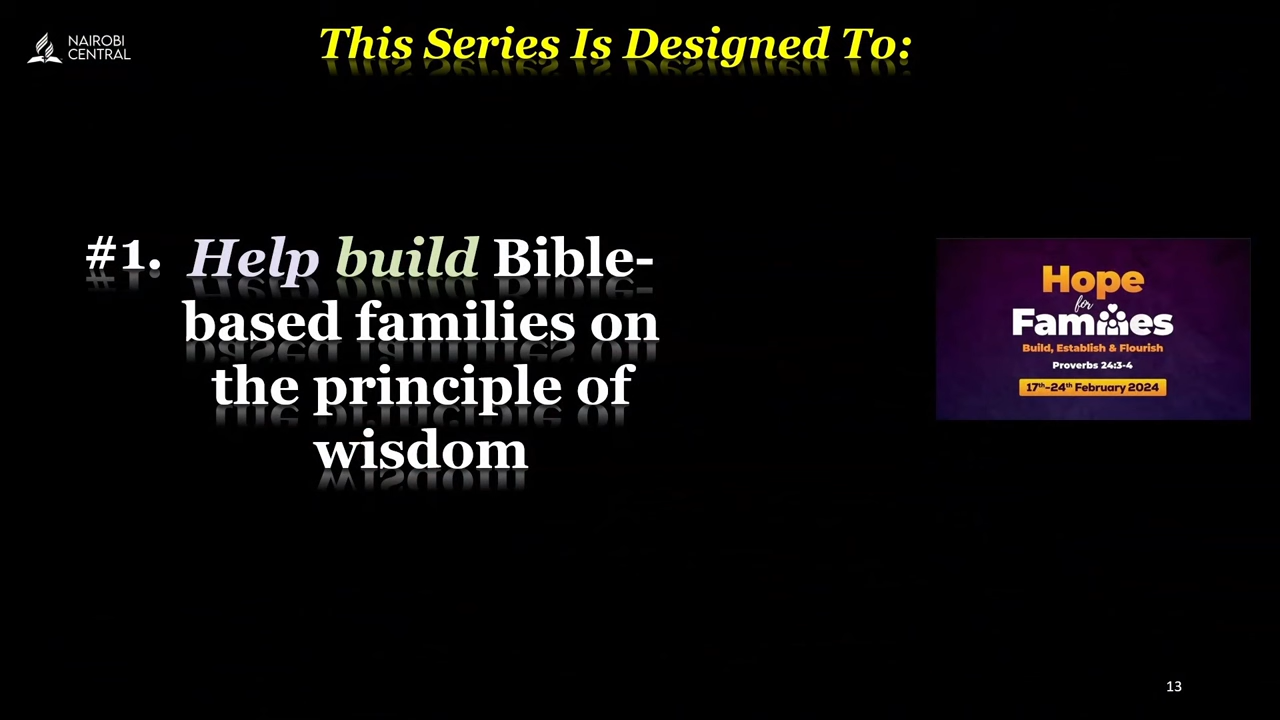 NAIROBI
CENTRAL
This Series Is Designed To:
#1. Help build Bible-
based families on
the principle of
wisdom
Hope
for
Families
Build, Establish & Flourish
Proverbs 24:3-4
17th-24th February 2024
13